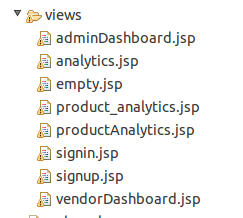 views
adminDashboard.jsp
analytics.jsp
empty.jsp
product_analytics.jsp
productAnalytics.jsp
signin.jsp
signup.jsp
vendorDashboard.jsp